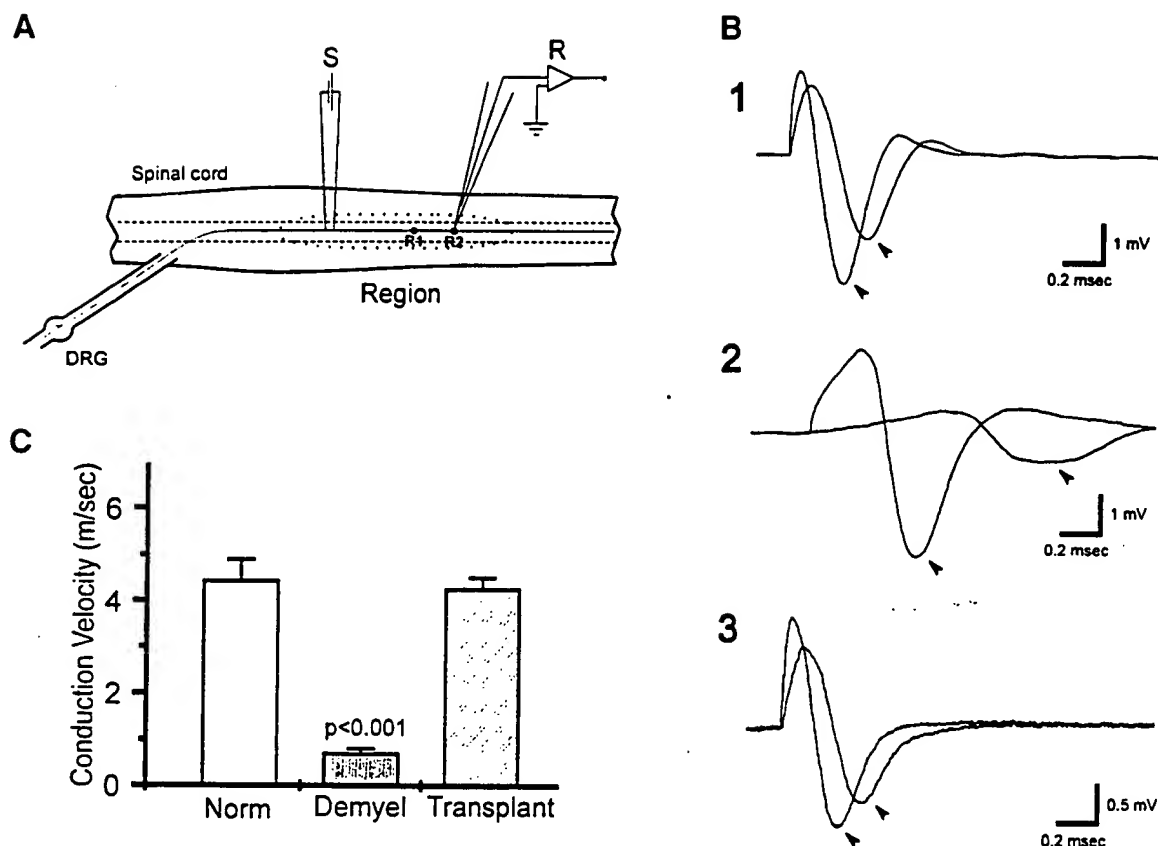 A
S
R
Spinal cord
R1
R2
Region
DRG
B
1
1 mV
0.2 msec
2
1 mV
0.2 msec
3
0.5 mV
0.2 msec
C
Conduction Velocity (m/sec)
6
4
2
0
p<0.001
Norm
Demyel
Transplant